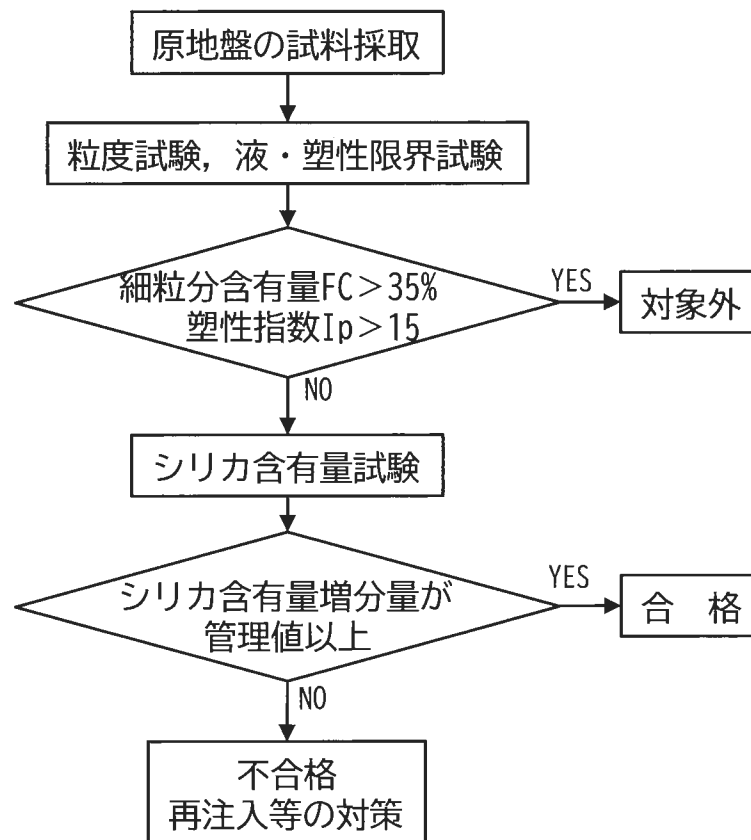 原地盤の試料採取
粒度試験，液・塑性限界試験
細粒分含有量FC＞35%
塑性指数Ip＞15
YES
対象外
NO
シリカ含有量試験
シリカ含有量増分量が
管理値以上
YES
合　格
NO
不合格
再注入等の対策